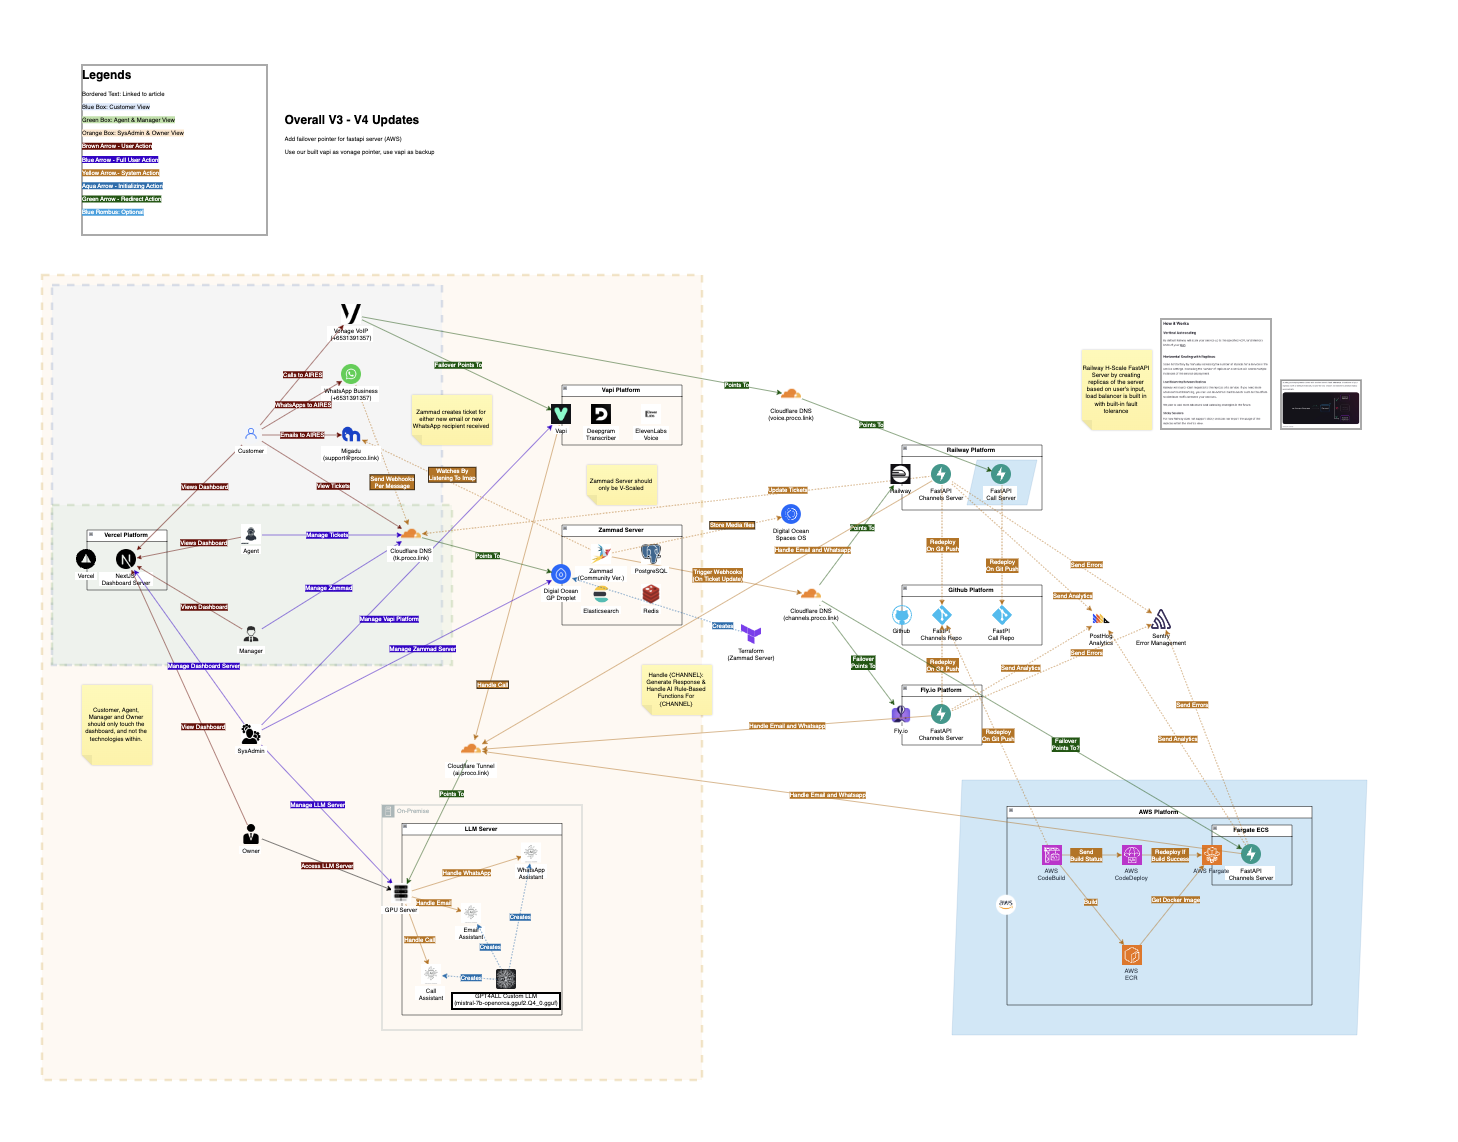 Legends
Bordered Text: Linked to article
Blue Box: Customer View
Green Box: Agent & Manager View
Orange Box: SysAdmin & Owner View
Brown Arrow - User Action
Blue Arrow - Full User Action
Yellow Arrow - System Action
Aqua Arrow - Initializing Action
Green Arrow - Redirect Action
Blue Rombus: Optional
Overall V3 - V4 Updates
Add failover pointer for fastapi server (AWS)
Use our built vapi as vonage pointer, use vapi as backup
Vonage VoIP
(+6531391357)
WhatsApp Business
(+6531391357)
Migadu
(support@proco.link)
Customer
Calls to AIRES
WhatsApps to AIRES
Emails to AIRES
Views Dashboard
View Tickets
Send Webhooks
Per Message
Watches By
Listening To Imap
Zammad creates ticket for
either new email or new
WhatsApp recipient received
Failover Points To
Points To
Vapi Platform
Vapi
Deepgram
Transcriber
ElevenLabs
Voice
Zammad Server should
only be V-Scaled
Cloudflare DNS
(voice.proco.link)
Points To
Railway Platform
Railway
FastAPI
Channels Server
FastAPI
Call Server
Railway H-Scale FastAPI
Server by creating
replicas of the server
based on user's input,
load balancer is built in
with built-in fault
tolerance
How it Works
Vertical Autoscaling
Horizontal Scaling with Replicas
Vercel Platform
Vercel
NextJS
Dashboard Server
Agent
Views Dashboard
Manage Tickets
Cloudflare DNS
(tk.proco.link)
Points To
Manage Zammad
Views Dashboard
Manager
Manage Vapi Platform
Manage Zammad Server
Manage Dashboard Server
Zammad Server
Zammad
(Community Ver.)
PostgreSQL
Digial Ocean
GP Droplet
Elasticsearch
Redis
Update Tickets
Store Media files
Digital Ocean
Spaces OS
Handle Email and Whatsapp
Points To
Trigger Webhooks
(On Ticket Update)
Cloudflare DNS
(channels.proco.link)
Creates
Terraform
(Zammad Server)
Redeploy
On Git Push
Redeploy
On Git Push
Send Errors
Send Analytics
Github Platform
Github
FastPI
Channels Repo
FastPI
Call Repo
PostHog
Analytics
Sentry
Error Management
Send Errors
Send Analytics
Failover
Points To
Redeploy
On Git Push
Fly.io Platform
Fly.io
FastAPI
Channels Server
Handle (CHANNEL):
Generate Response &
Handle AI Rule-Based
Functions For
(CHANNEL)
Handle Call
Customer, Agent,
Manager and Owner
should only touch the
dashboard, and not the
technologies within.
View Dashboard
SysAdmin
Cloudflare Tunnel
(ai.proco.link)
Handle Email and Whatsapp
Redeploy
On Git Push
Failover
Points To?
Send Errors
Send Analytics
Points To
Handle Email and Whatsapp
Manage LLM Server
Owner
Access LLM Server
On-Premise
LLM Server
WhatsApp
Assistant
Handle WhatsApp
GPU Server
Handle Email
Email
Assistant
Creates
Handle Call
Creates
Call
Assistant
Creates
GPT4ALL Custom LLM
(mistral-7b-openorca.gguf2.Q4_0.gguf)
AWS Platform
Fargate ECS
AWS
CodeBuild
Send
Build Status
AWS
CodeDeploy
Redeploy if
Build Success
AWS Fargate
FastAPI
Channels Server
Build
Get Docker Image
aws
AWS
ECR